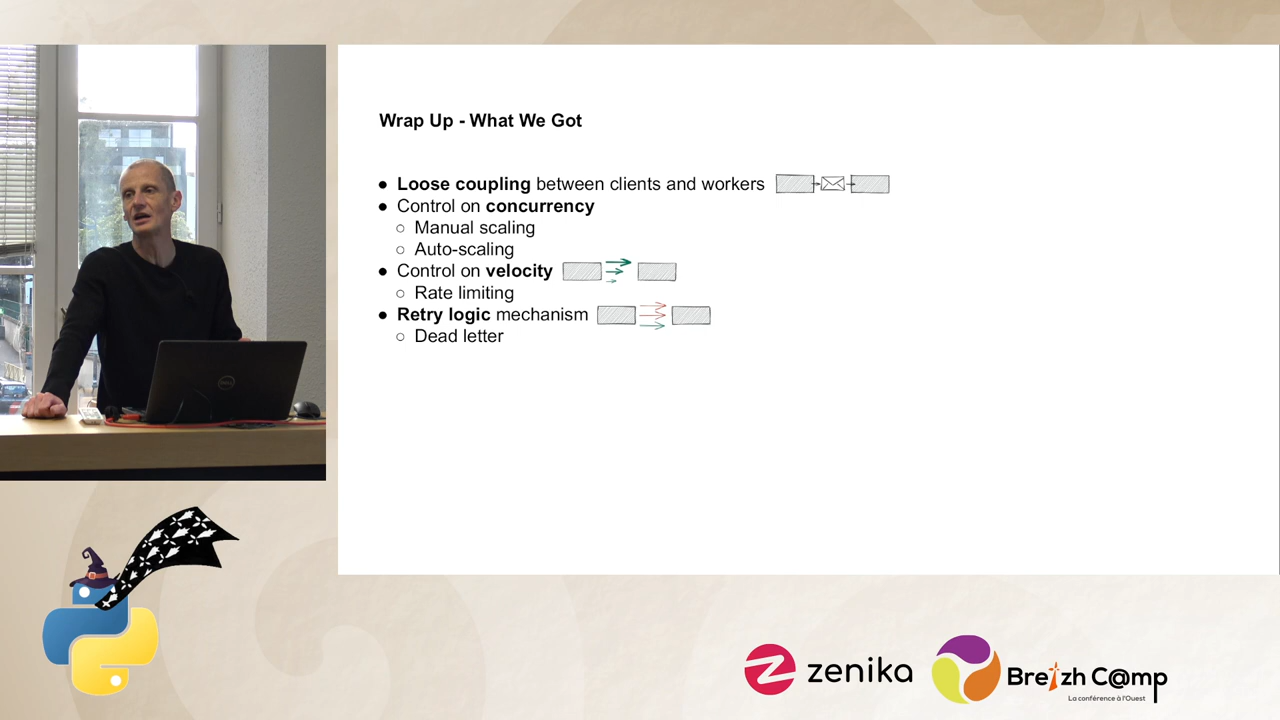 Wrap Up - What We Got
● Loose coupling between clients and workers
● Control on concurrency
○ Manual scaling
○ Auto-scaling
● Control on velocity
○ Rate limiting
● Retry logic mechanism
○ Dead letter
DELL
zenika
Breizh C@mp
La conférence à l'Ouest